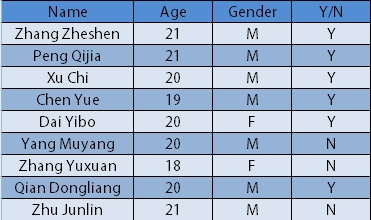 Name Age Gender Y/N
Zhang Zheshen 21 M Y
Peng Qijia 21 M Y
Xu Chi 20 M Y
Chen Yue 19 M Y
Dai Yibo 20 F Y
Yang Muyang 20 M N
Zhang Yuxuan 18 F N
Qian Dongliang 20 M Y
Zhu Junlin 21 M N